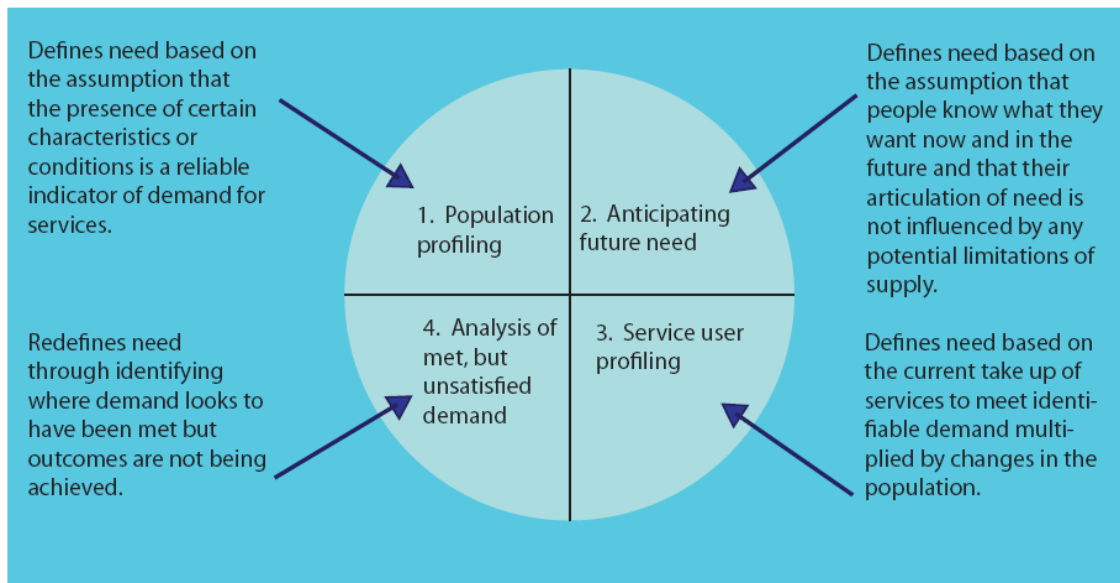 Defines need based on
the assumption that
the presence of certain
characteristics or
conditions is a reliable
indicator of demand for
services.
1. Population
profiling
Defines need based on
the assumption that
people know what they
want now and in the
future and that their
articulation of need is
not influenced by any
potential limitations of
supply.
2. Anticipating
future need
Defines need based on
the current take up of
services to meet identi-
fiable demand multi-
plied by changes in the
population.
3. Service user
profiling
Redefines need
through identifying
where demand looks to
have been met but
outcomes are not being
achieved.
4. Analysis of
met, but
unsatisfied
demand